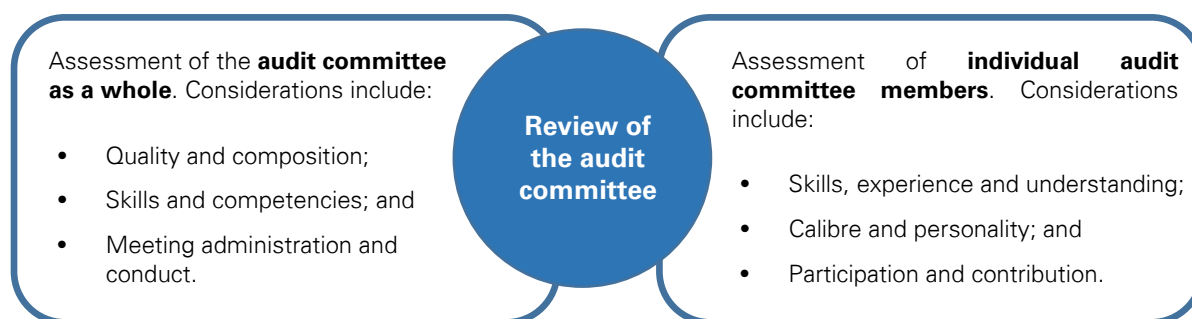 Assessment of the audit committee
as a whole. Considerations include:
• Quality and composition;
• Skills and competencies; and
• Meeting administration and
conduct.
Review of
the audit
committee
Assessment of individual audit
committee members. Considerations
include:
• Skills, experience and understanding;
• Calibre and personality; and
• Participation and contribution.